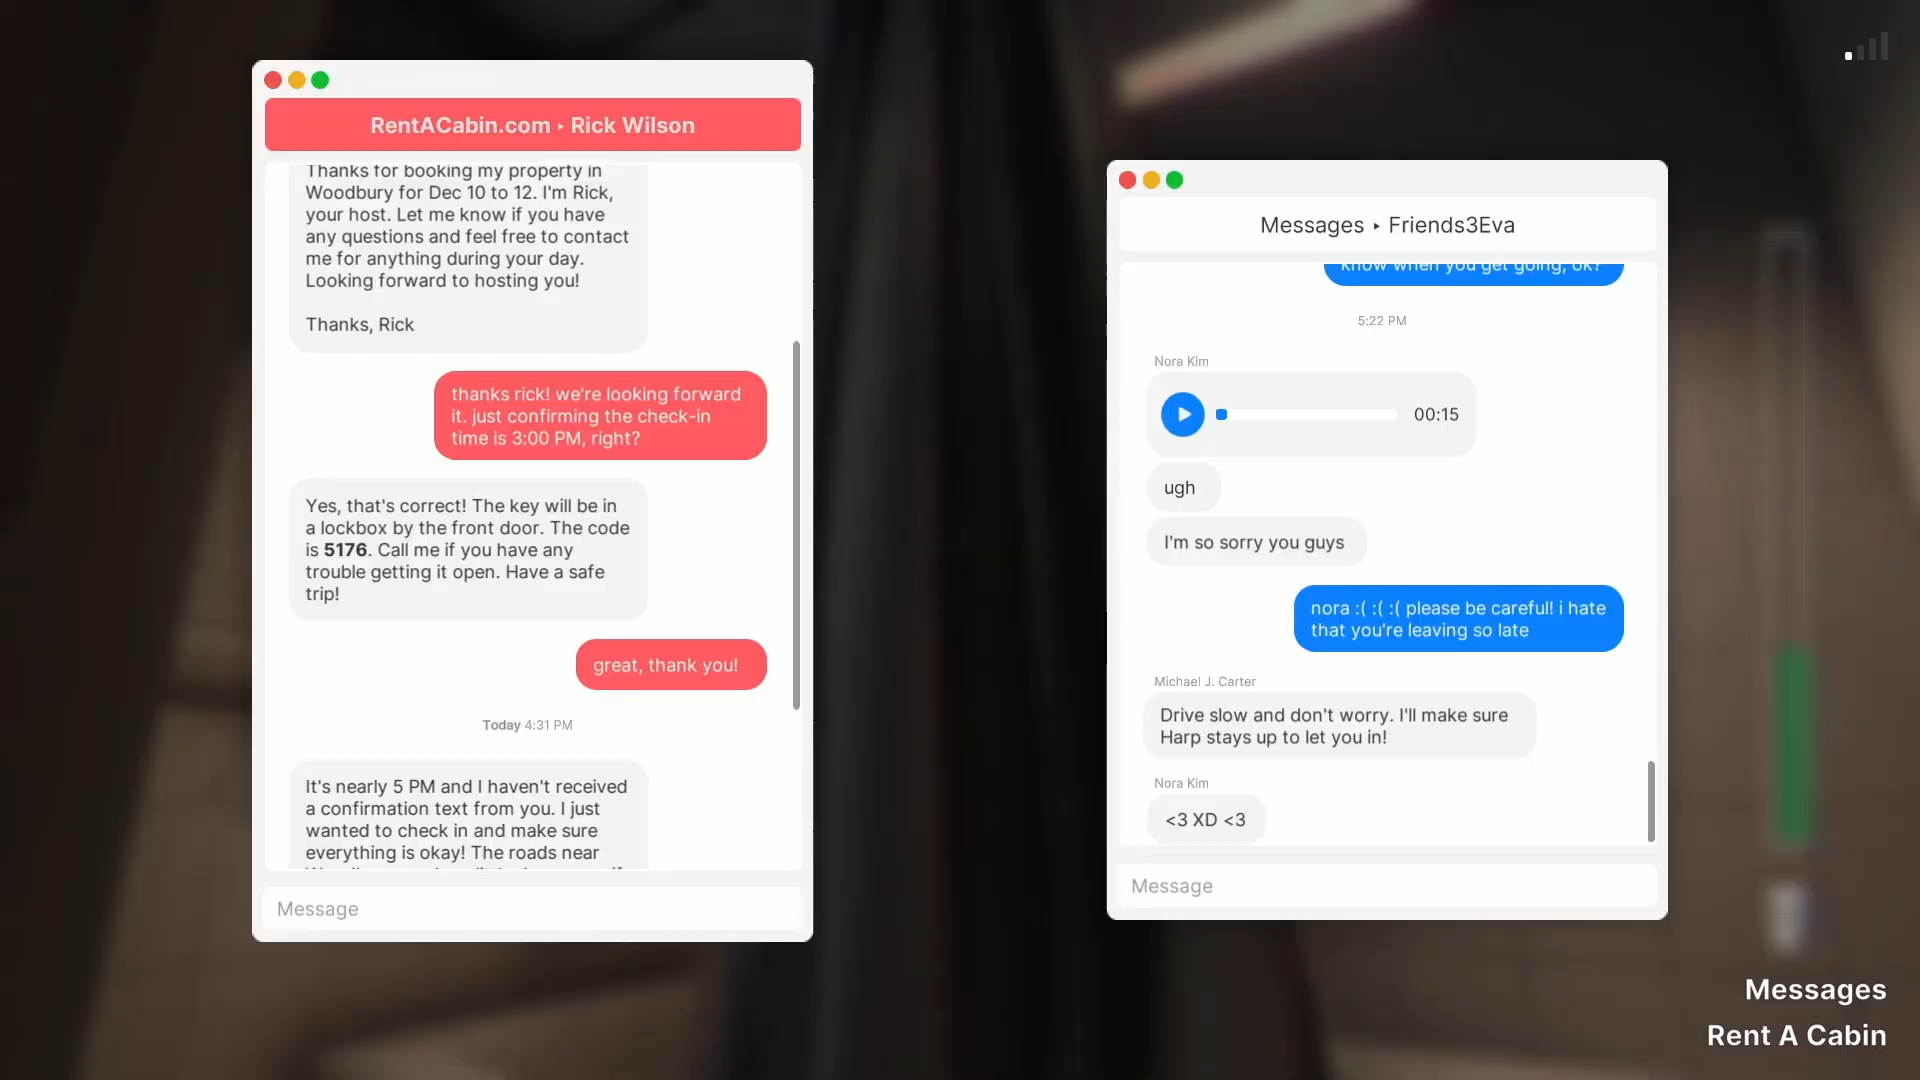 RentACabin.com ▸ Rick Wilson
Thanks for booking my property in
Woodbury for Dec 10 to 12. I'm Rick,
your host. Let me know if you have
any questions and feel free to contact
me for anything during your day.
Looking forward to hosting you!
Thanks, Rick
thanks rick! we're looking forward
it. just confirming the check-in
time is 3:00 PM, right?
Yes, that's correct! The key will be in
a lockbox by the front door. The code
is 5176. Call me if you have any
trouble getting it open. Have a safe
trip!
great, thank you!
Today 4:31 PM
It's nearly 5 PM and I haven't received
a confirmation text from you. I just
wanted to check in and make sure
everything is okay! The roads near
Message
Messages ▸ Friends3Eva
know when you get going, ok?
5:22 PM
Nora Kim
00:15
ugh
I'm so sorry you guys
nora :( :( :( please be careful! i hate
that you're leaving so late
Michael J. Carter
Drive slow and don't worry. I'll make sure
Harp stays up to let you in!
Nora Kim
<3 XD <3
Message
Messages
Rent A Cabin